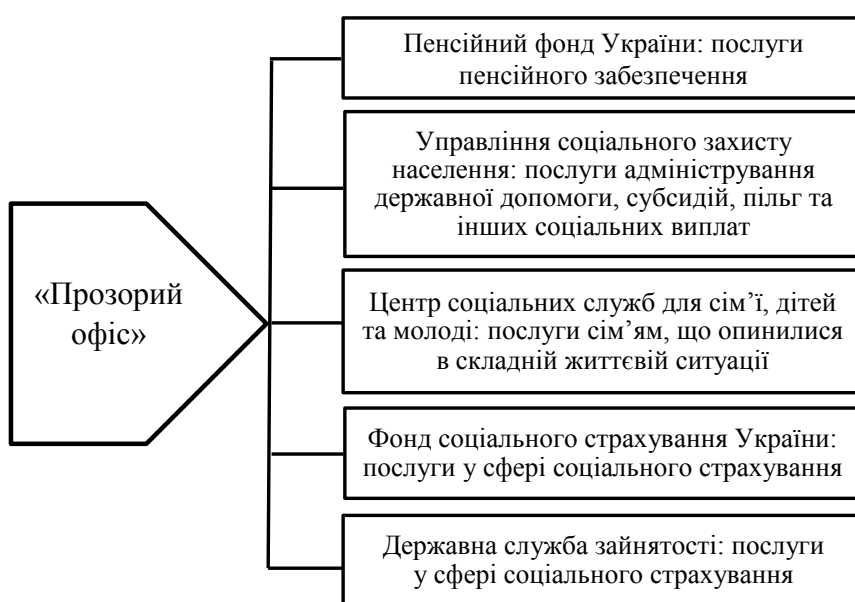 Пенсійний фонд України: послуги
пенсійного забезпечення
Управління соціального захисту
населення: послуги адміністрування
державної допомоги, субсидій, пільг та
інших соціальних виплат
«Прозорий
офіс»
Центр соціальних служб для сім’ї, дітей
та молоді: послуги сім’ям, що опинилися
в складній життєвій ситуації
Фонд соціального страхування України:
послуги у сфері соціального страхування
Державна служба зайнятості: послуги
у сфері соціального страхування